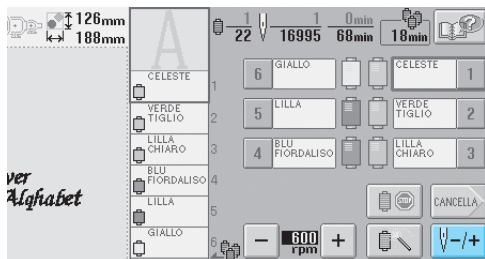 126mm
188mm
ver
Alqhabet
A
CELESTE
1
VERDE
TIGLIO
2
LILLA
CHIARO
3
BLU
FIORDALISO
4
LILLA
5
GIALLO
6
1
22
1
16995
0min
68min
18min
6
GIALLO
CELESTE
1
5
LILLA
VERDE
TIGLIO
2
4
BLU
FIORDALISO
LILLA
CHIARO
3
STOP
CANCELLA
-
600
rpm
+
-/+